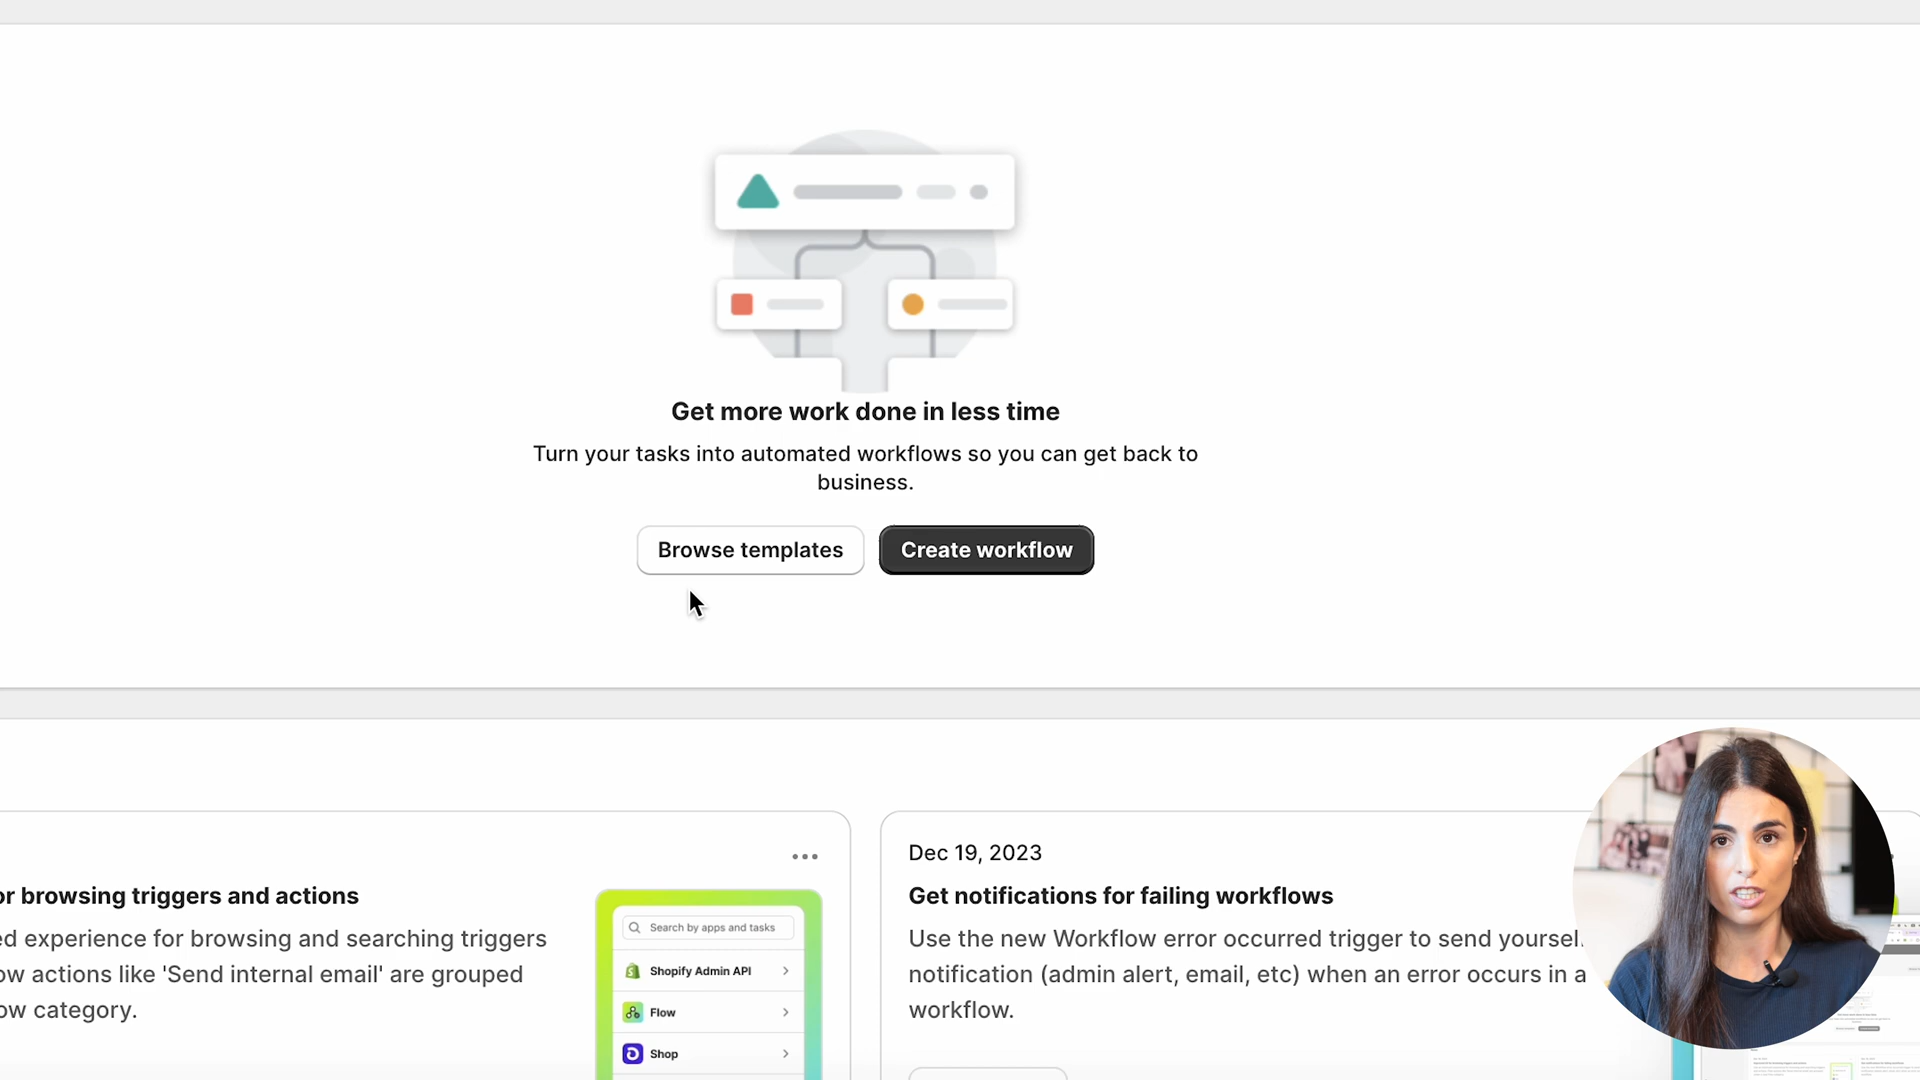 Get more work done in less time
Turn your tasks into automated workflows so you can get back to
business.
Browse templates
Create workflow
or browsing triggers and actions
ed experience for browsing and searching triggers
ow actions like 'Send internal email' are grouped
ow category.
Search by apps and tasks
Shopify Admin API
Flow
Shop
Dec 19, 2023
Get notifications for failing workflows
Use the new Workflow error occurred trigger to send yoursel
notification (admin alert, email, etc) when an error occurs in a
workflow.